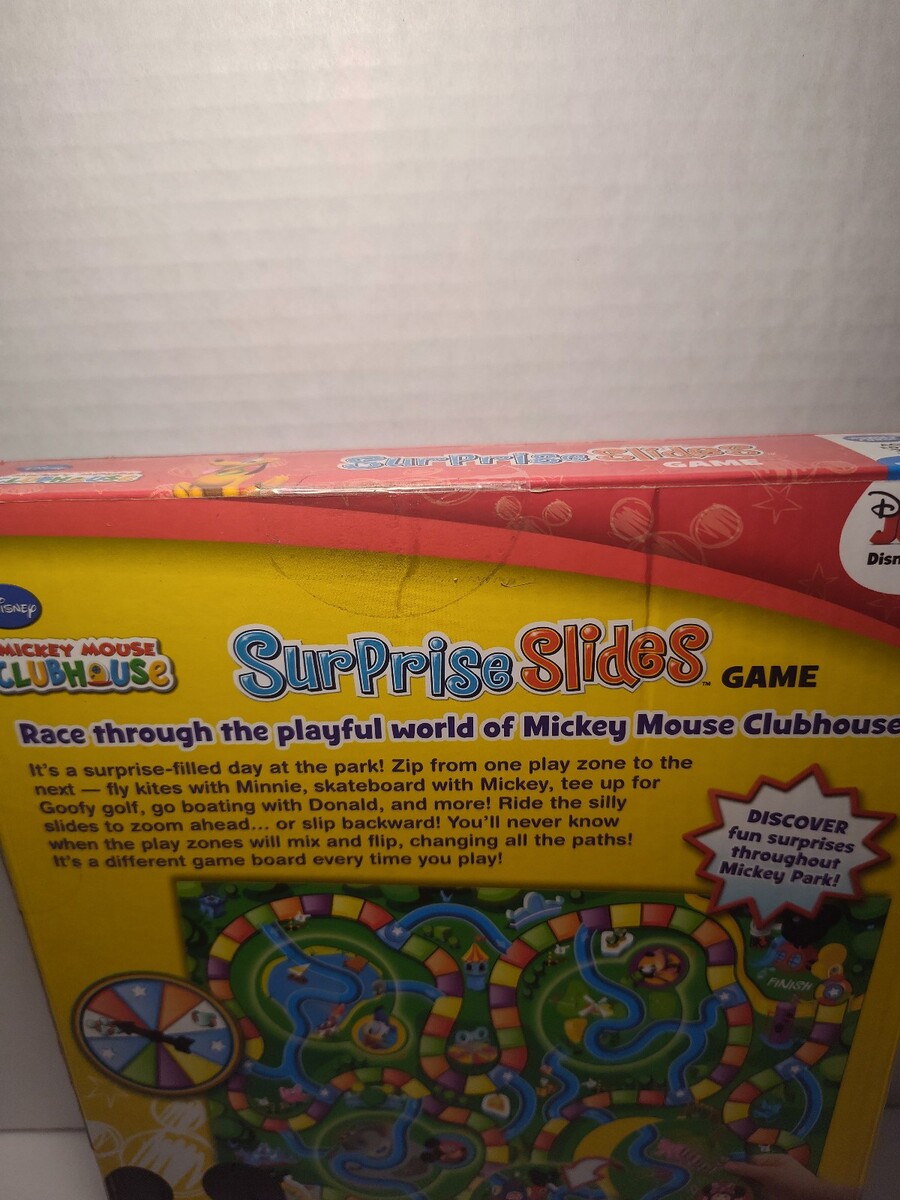 SurPrise Slides
GAME
Disney
MICKEY MOUSE
CLUBHOUSE
SurPrise Slides™ GAME
Race through the playful world of Mickey Mouse Clubhouse
It's a surprise-filled day at the park! Zip from one play zone to the
next — fly kites with Minnie, skateboard with Mickey, tee up for
Goofy golf, go boating with Donald, and more! Ride the silly
slides to zoom ahead... or slip backward! You'll never know
when the play zones will mix and flip, changing all the paths!
It's a different game board every time you play!
DISCOVER
fun surprises
throughout
Mickey Park!
FINISH